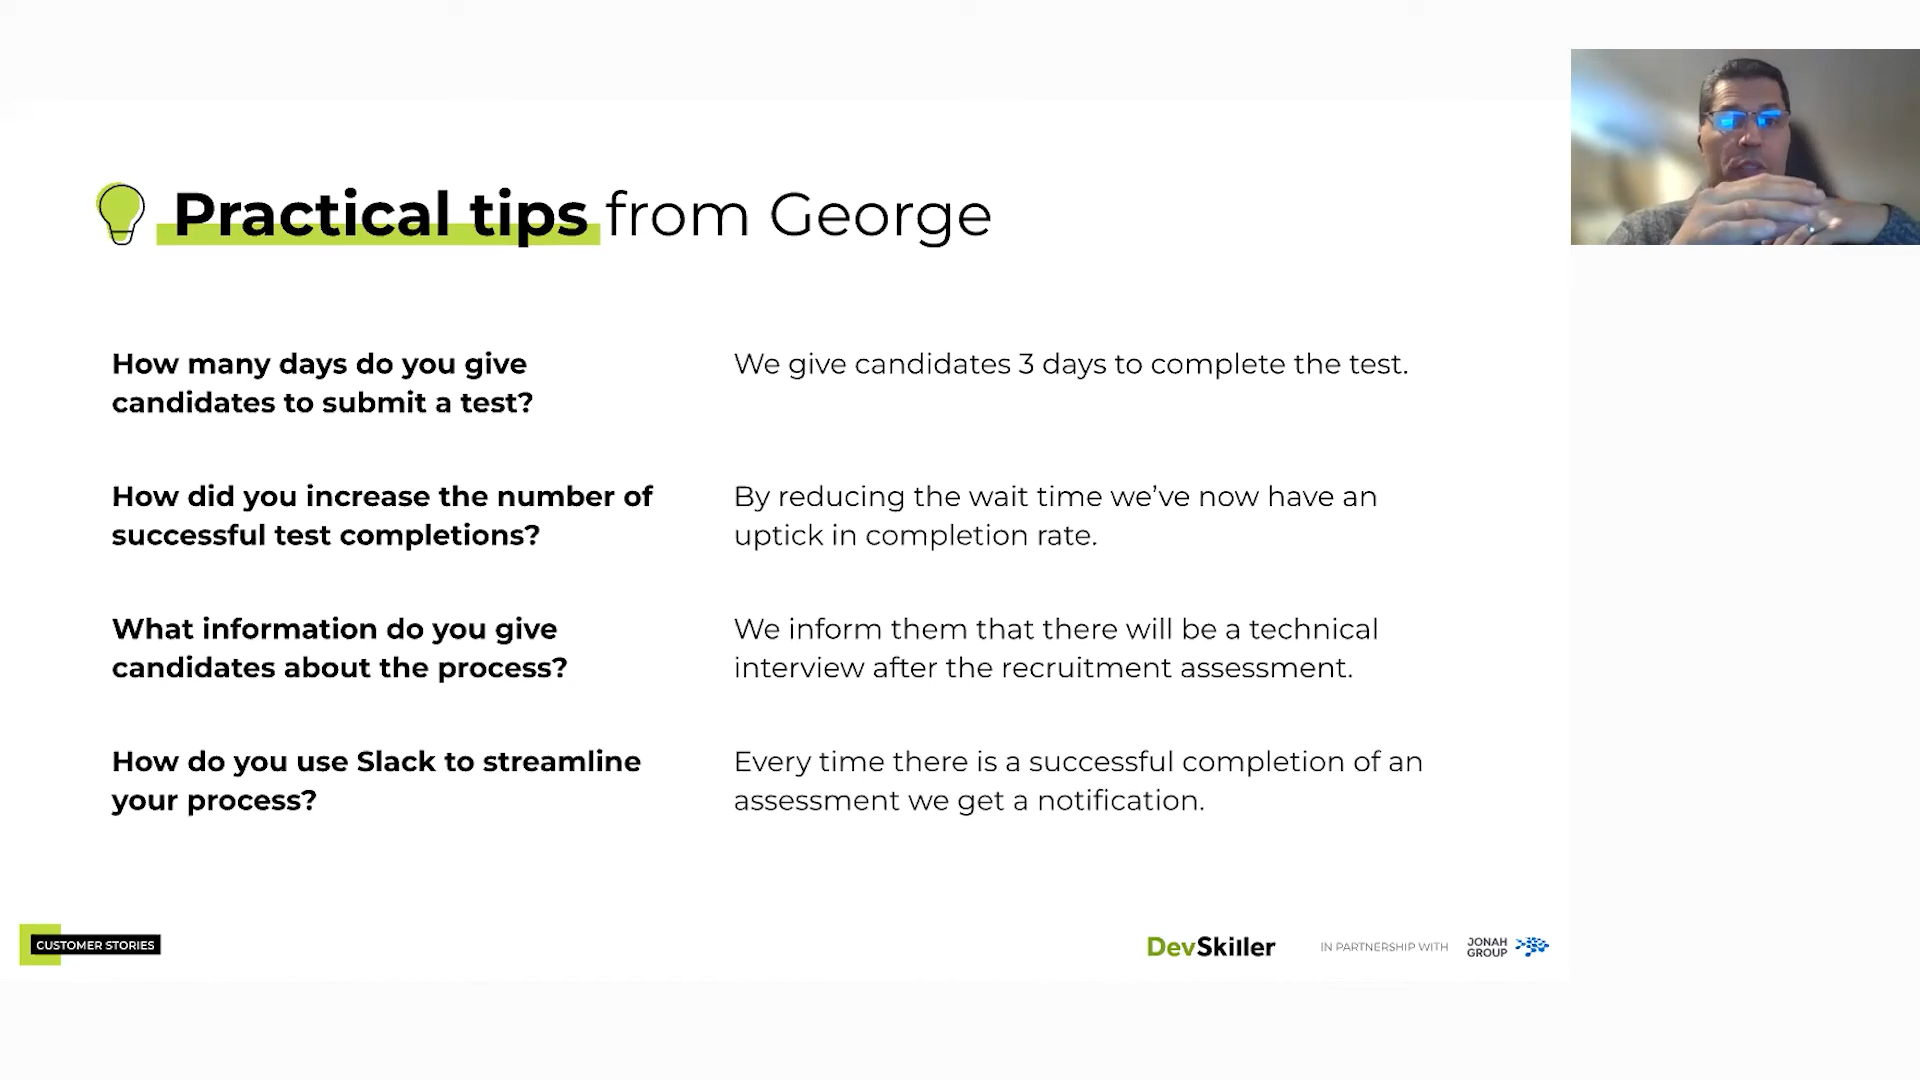 Practical tips from George
How many days do you give
candidates to submit a test?
We give candidates 3 days to complete the test.
How did you increase the number of
successful test completions?
By reducing the wait time we’ve now have an
uptick in completion rate.
What information do you give
candidates about the process?
We inform them that there will be a technical
interview after the recruitment assessment.
How do you use Slack to streamline
your process?
Every time there is a successful completion of an
assessment we get a notification.
CUSTOMER STORIES
DevSkiller
IN PARTNERSHIP WITH
JONAH
GROUP